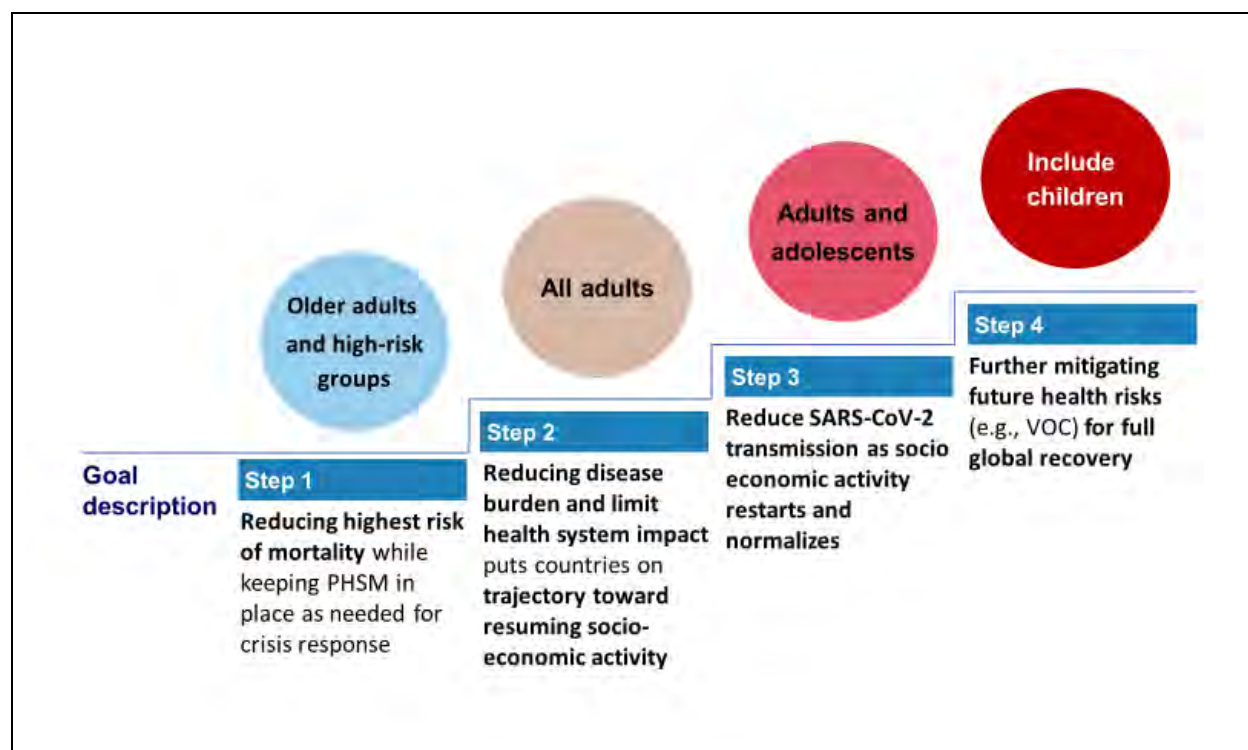 Older adults
and high-risk
groups
All adults
Adults and
adolescents
Include
children
Goal
description
Step 1
Reducing highest risk
of mortality while
keeping PHSM in
place as needed for
crisis response
Step 2
Reducing disease
burden and limit
health system impact
puts countries on
trajectory toward
resuming socio-
economic activity
Step 3
Reduce SARS-CoV-2
transmission as socio
economic activity
restarts and
normalizes
Step 4
Further mitigating
future health risks
(e.g., VOC) for full
global recovery